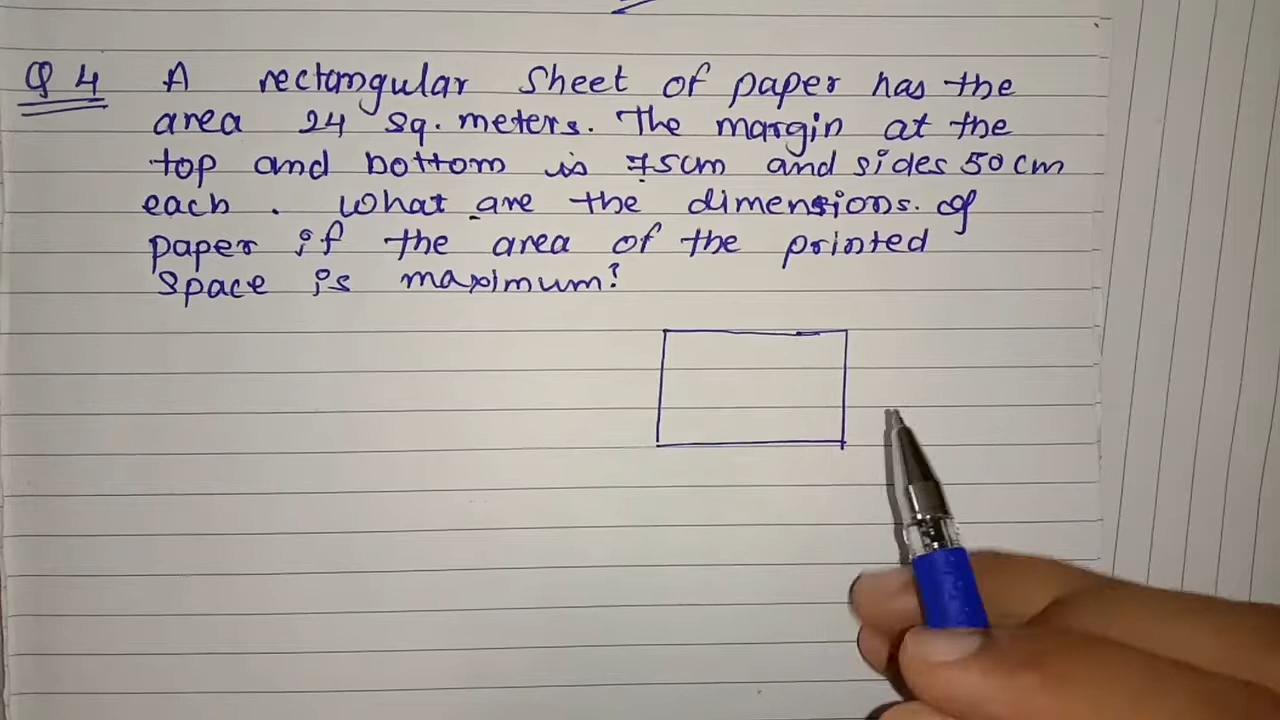 Q 4 A rectangular sheet of paper has the
area 24 sq. meters. The margin at the
top and bottom is 75cm and sides 50 cm
each. What are the dimensions. of
paper if the area of the printed
space is maximum?